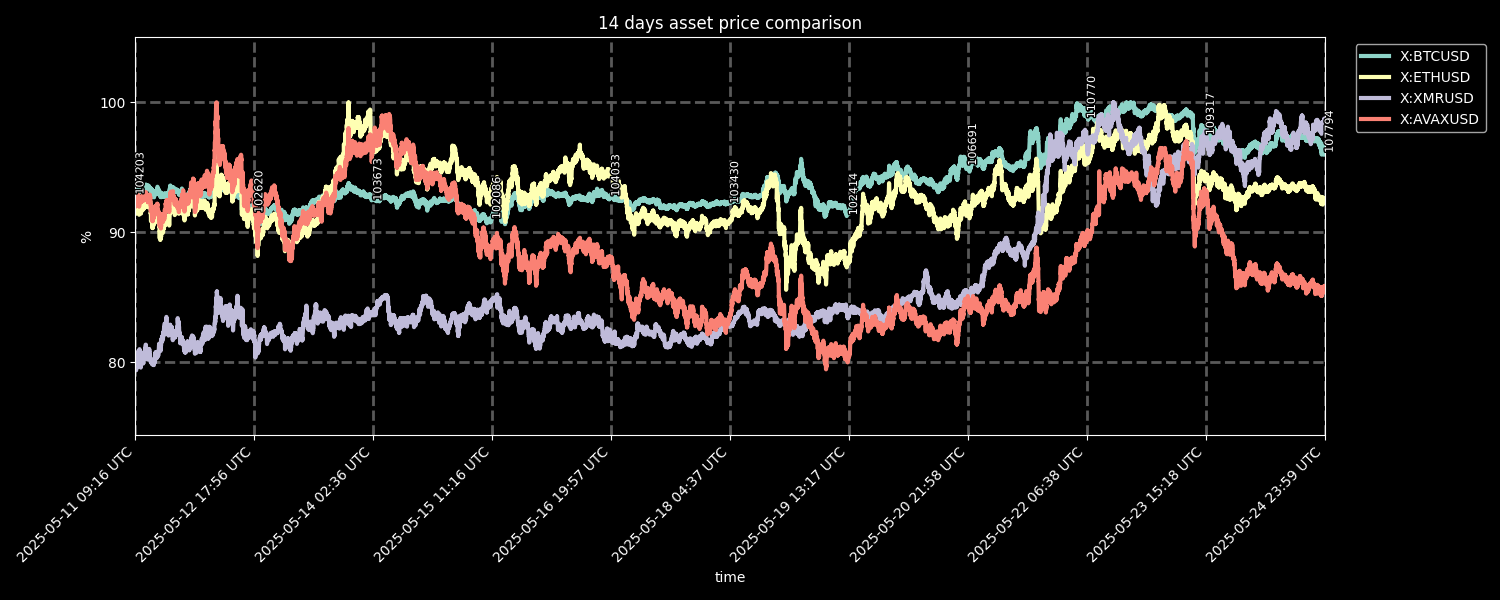 14 days asset price comparison
X:BTCUSD
X:ETHUSD
X:XMRUSD
X:AVAXUSD
%
100
90
80
104203
102620
103673
102086
104033
103430
102414
106691
110770
109317
107794
2025-05-11 09:16 UTC
2025-05-12 17:56 UTC
2025-05-14 02:36 UTC
2025-05-15 11:16 UTC
2025-05-16 19:57 UTC
2025-05-18 04:37 UTC
2025-05-19 13:17 UTC
2025-05-20 21:58 UTC
2025-05-22 06:38 UTC
2025-05-23 15:18 UTC
2025-05-24 23:59 UTC
time